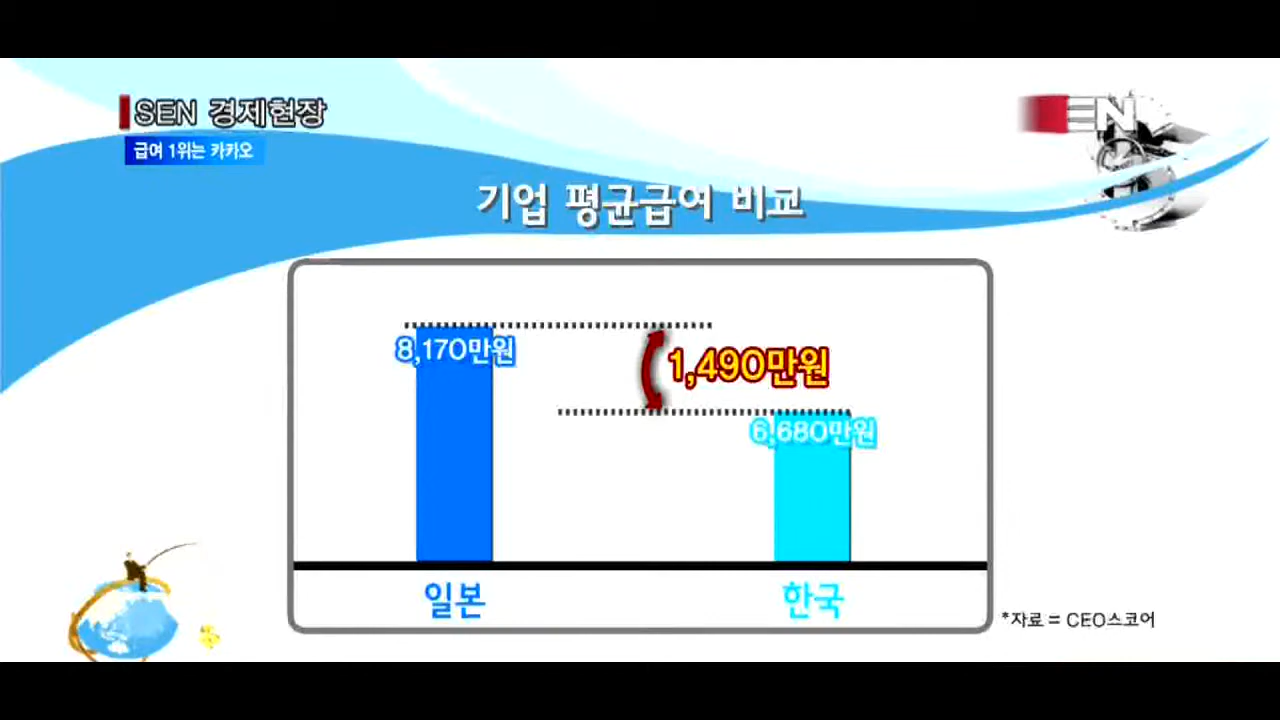 SEN 경제현장
SEN
급여 1위는 카카오
기업 평균급여 비교
8,170만원
1,490만원
6,680만원
일본
한국
*자료 = CEO스코어